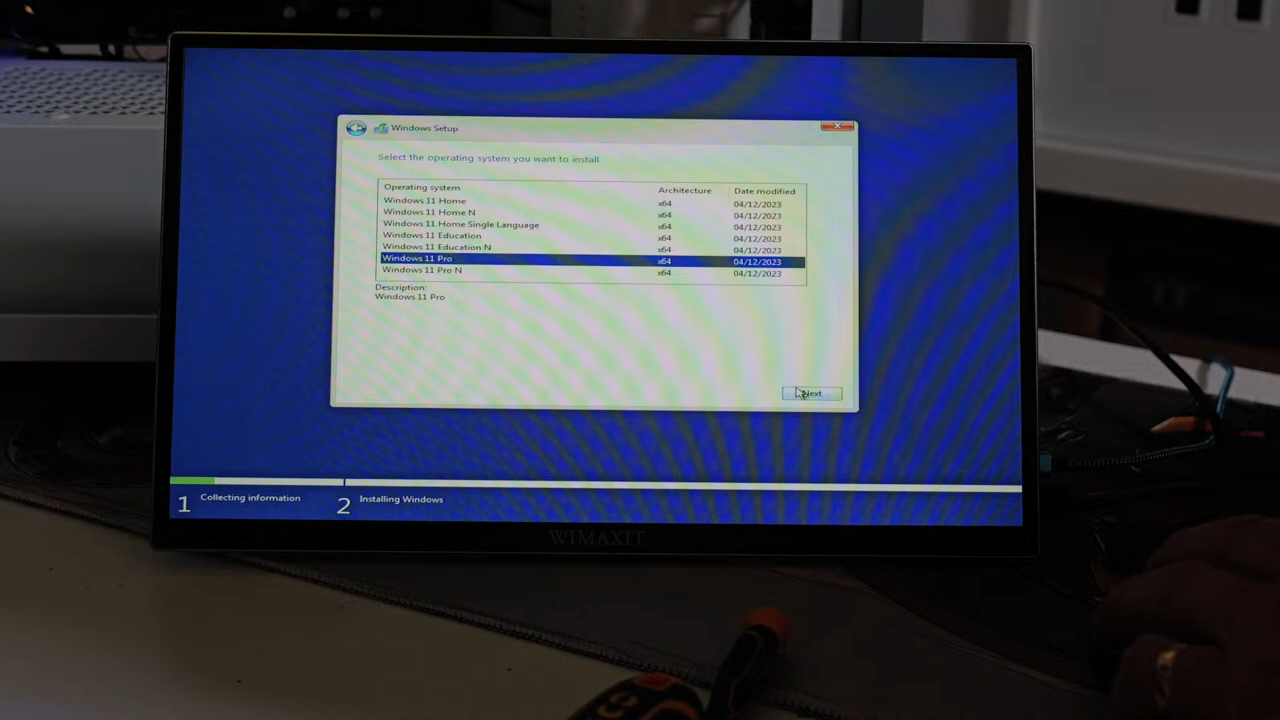 Windows Setup
Select the operating system you want to install
Operating system Architecture Date modified
Windows 11 Home x64 04/12/2023
Windows 11 Home N x64 04/12/2023
Windows 11 Home Single Language x64 04/12/2023
Windows 11 Education x64 04/12/2023
Windows 11 Education N x64 04/12/2023
Windows 11 Pro x64 04/12/2023
Windows 11 Pro N x64 04/12/2023
Description:
Windows 11 Pro
Next
1 Collecting information 2 Installing Windows
WIMAXIT